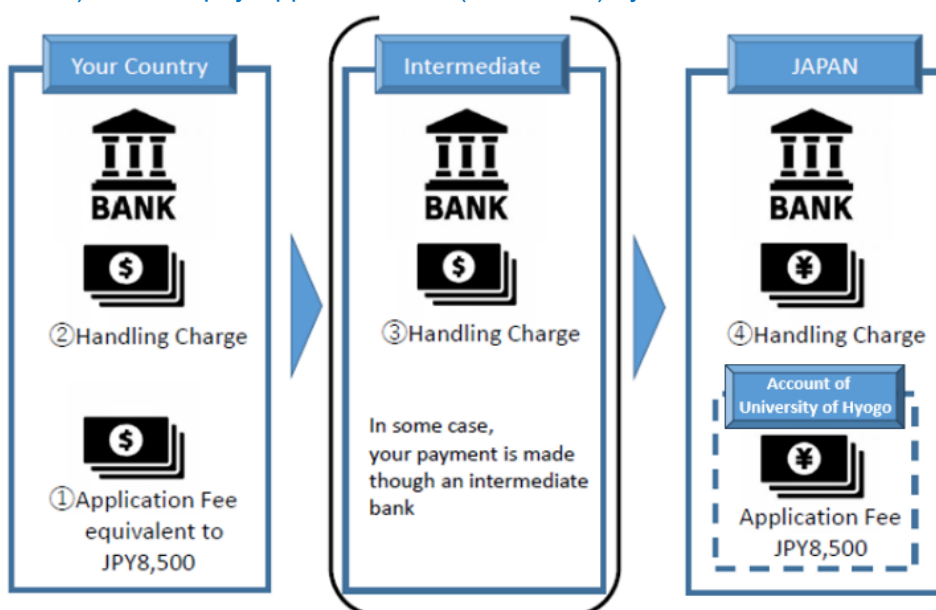 Your Country
BANK
$
②Handling Charge
$
①Application Fee
equivalent to
JPY8,500
Intermediate
BANK
$
③Handling Charge
In some case,
your payment is made
though an intermediate
bank
JAPAN
BANK
¥
④Handling Charge
Account of
University of Hyogo
¥
Application Fee
JPY8,500